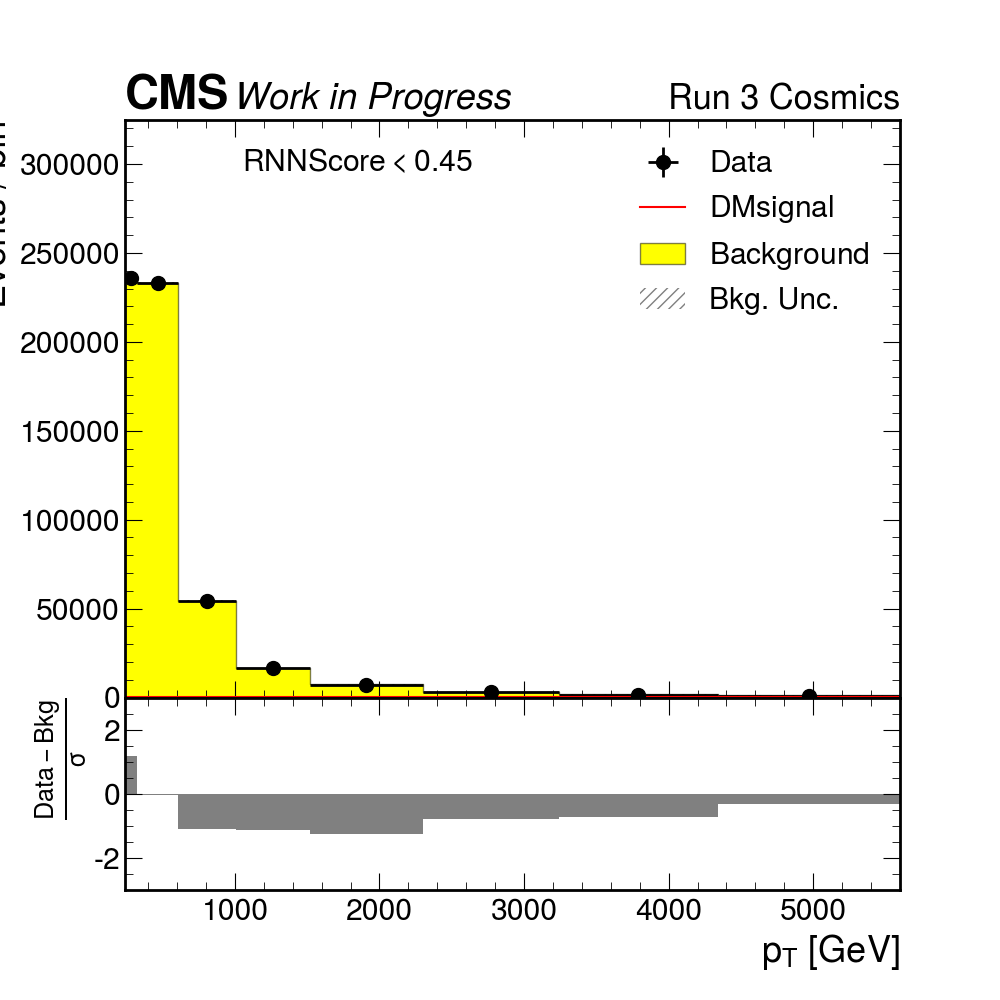 CMS Work in Progress Run 3 Cosmics
RNNScore < 0.45
Data
DMsignal
Background
Bkg. Unc.
300000
250000
200000
150000
100000
50000
0
Data – Bkg
σ
2
0
-2
1000 2000 3000 4000 5000
pT [GeV]